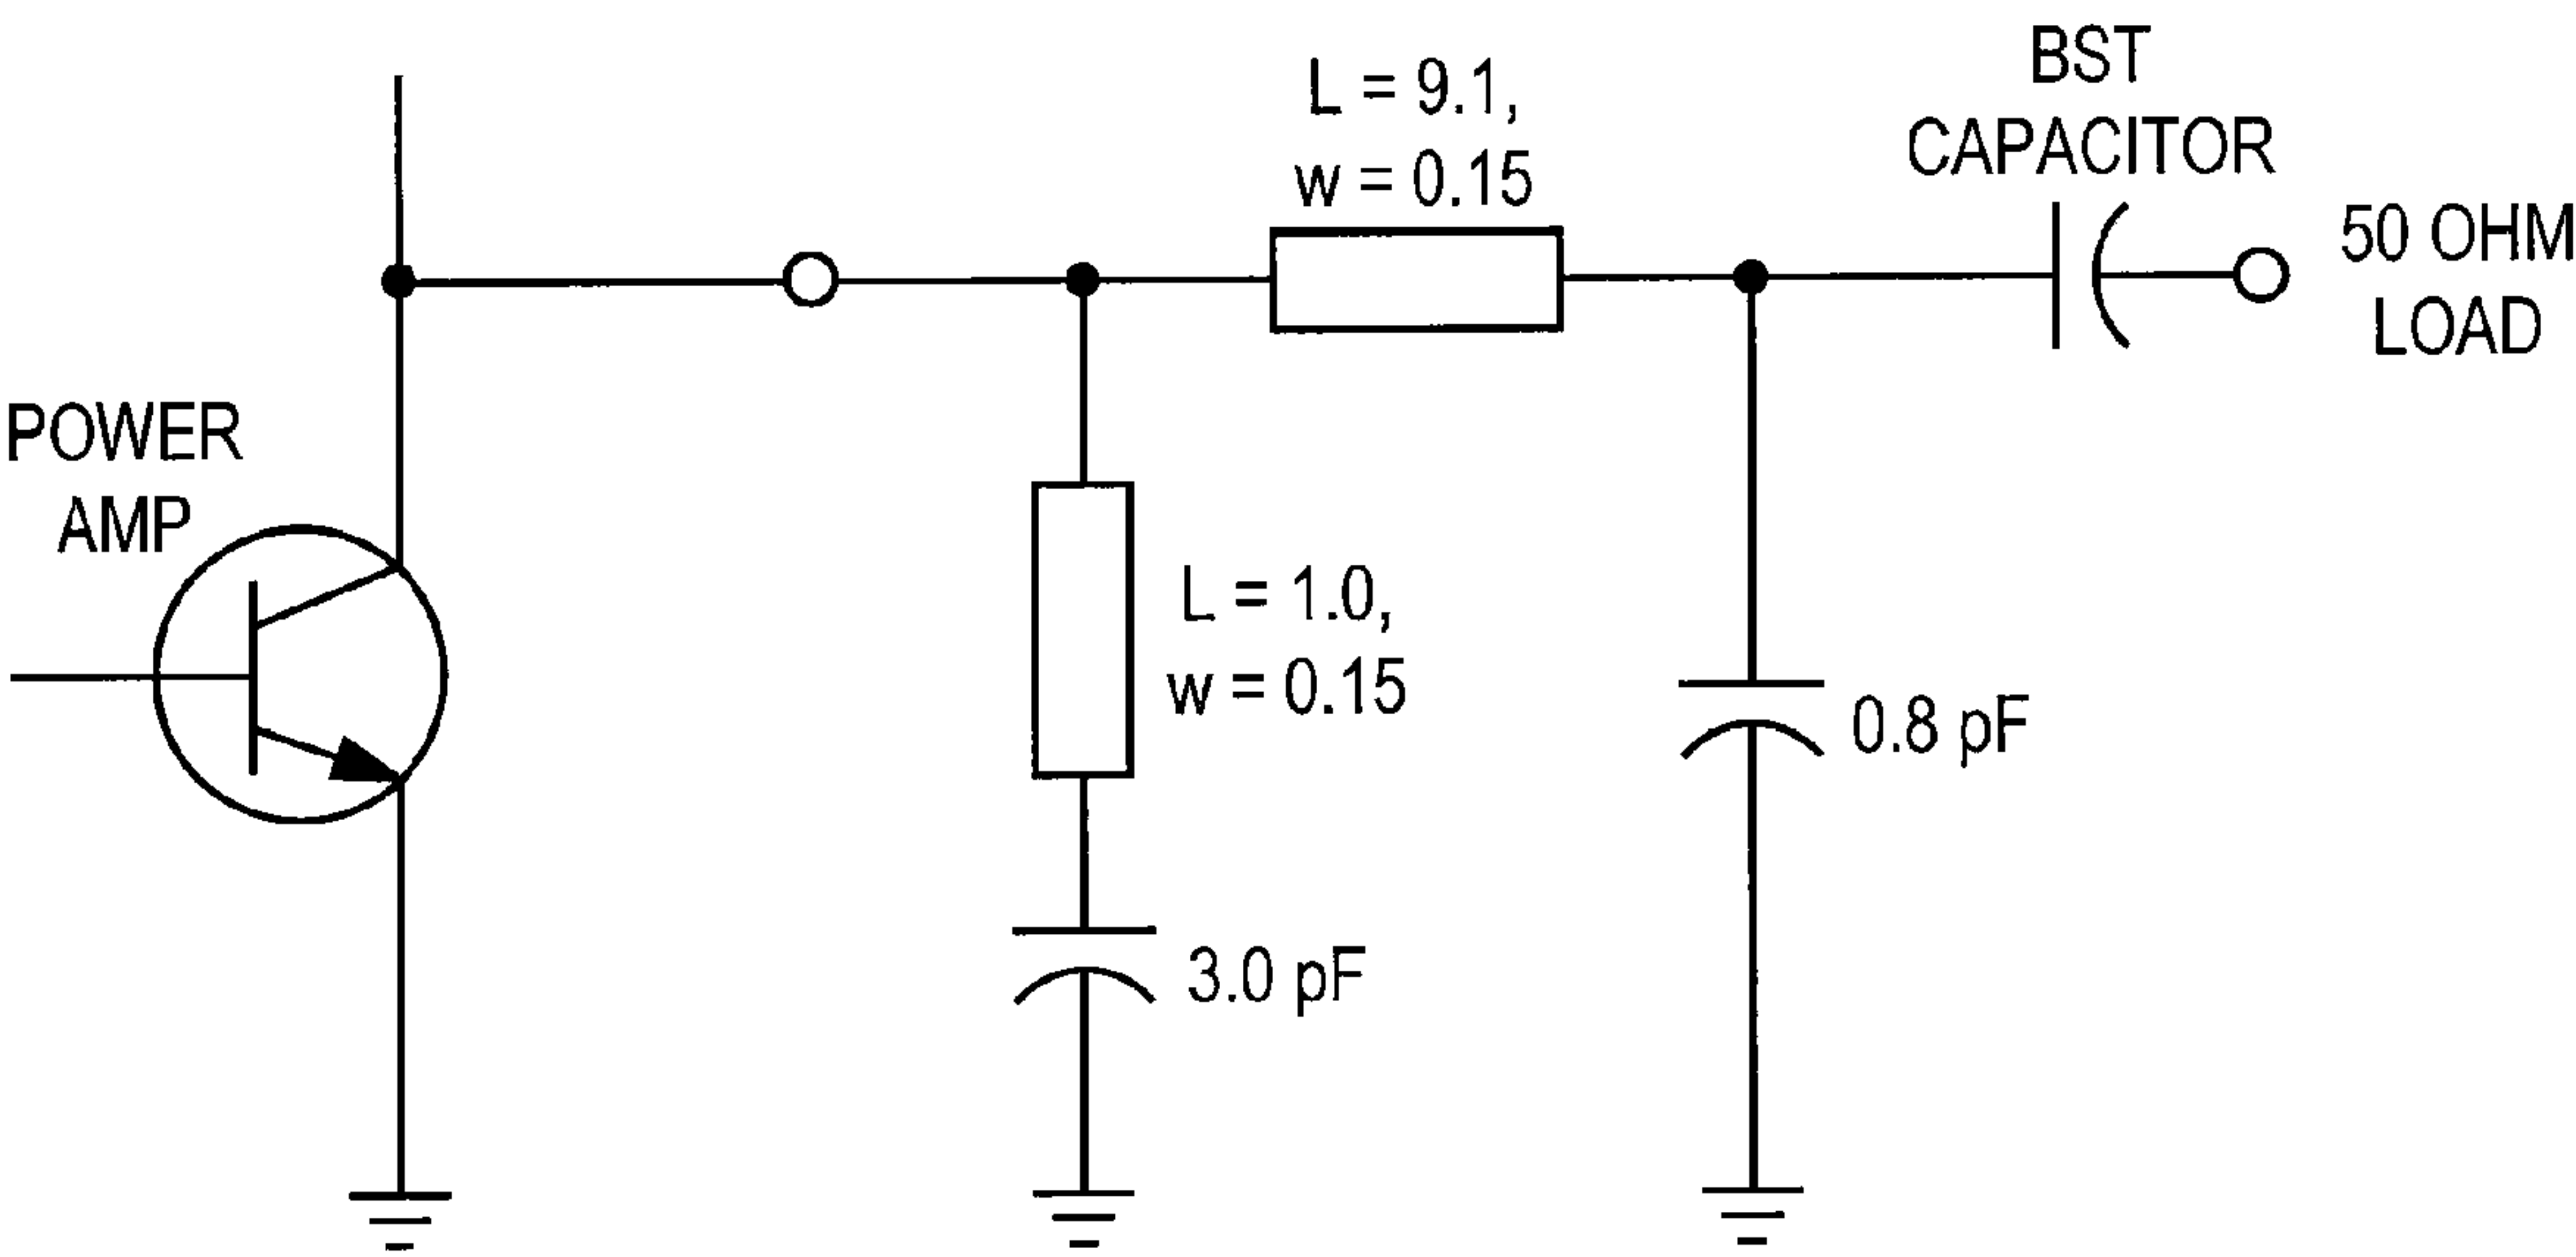 POWER
AMP
L = 9.1,
w = 0.15
L = 1.0,
w = 0.15
3.0 pF
0.8 pF
BST
CAPACITOR
50 OHM
LOAD